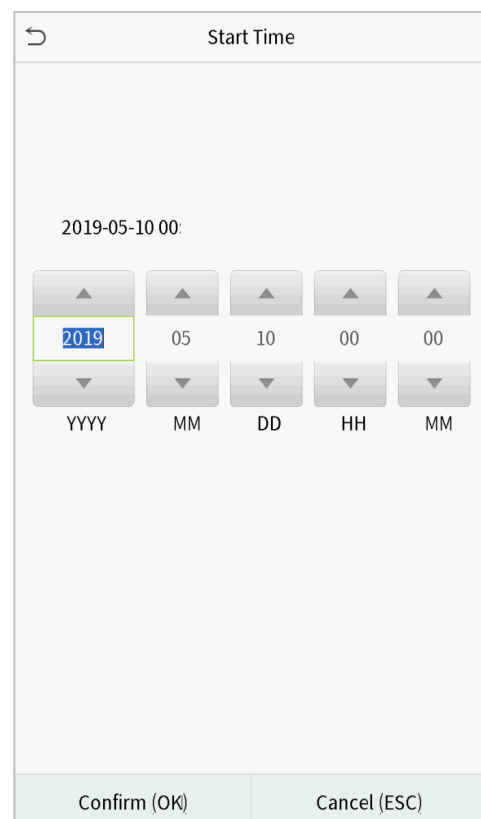 Start Time
2019-05-10 00:
2019 05 10 00 00
YYYY MM DD HH MM
Confirm (OK) Cancel (ESC)